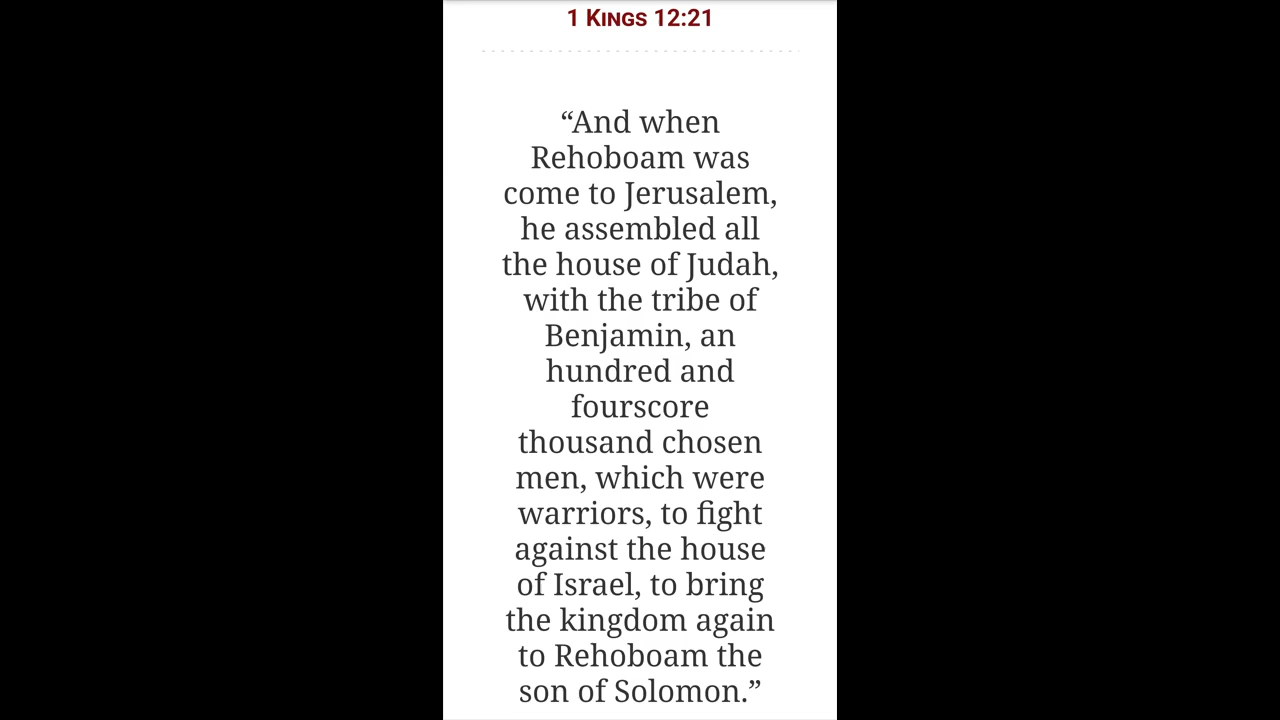 1 Kings 12:21
“And when
Rehoboam was
come to Jerusalem,
he assembled all
the house of Judah,
with the tribe of
Benjamin, an
hundred and
fourscore
thousand chosen
men, which were
warriors, to fight
against the house
of Israel, to bring
the kingdom again
to Rehoboam the
son of Solomon.”